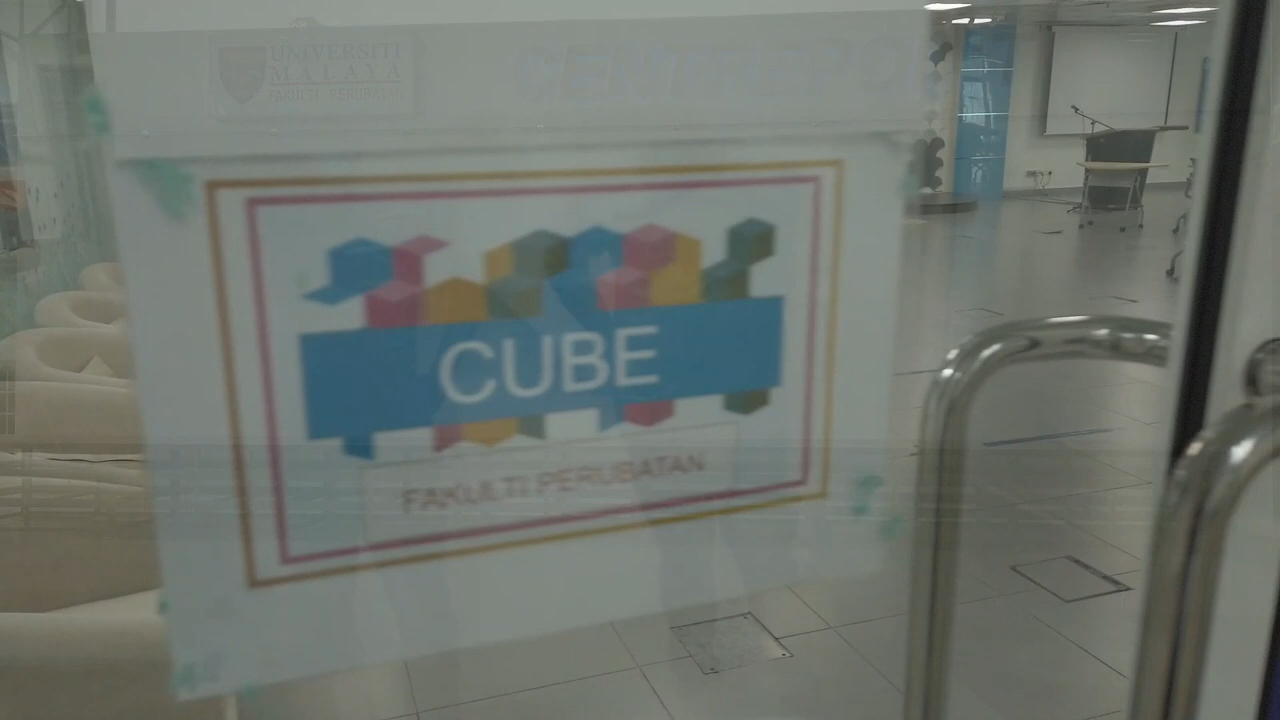 UNIVERSITI
MALAYA
FAKULTI PERUBATAN
CUBE
FAKULTI PERUBATAN